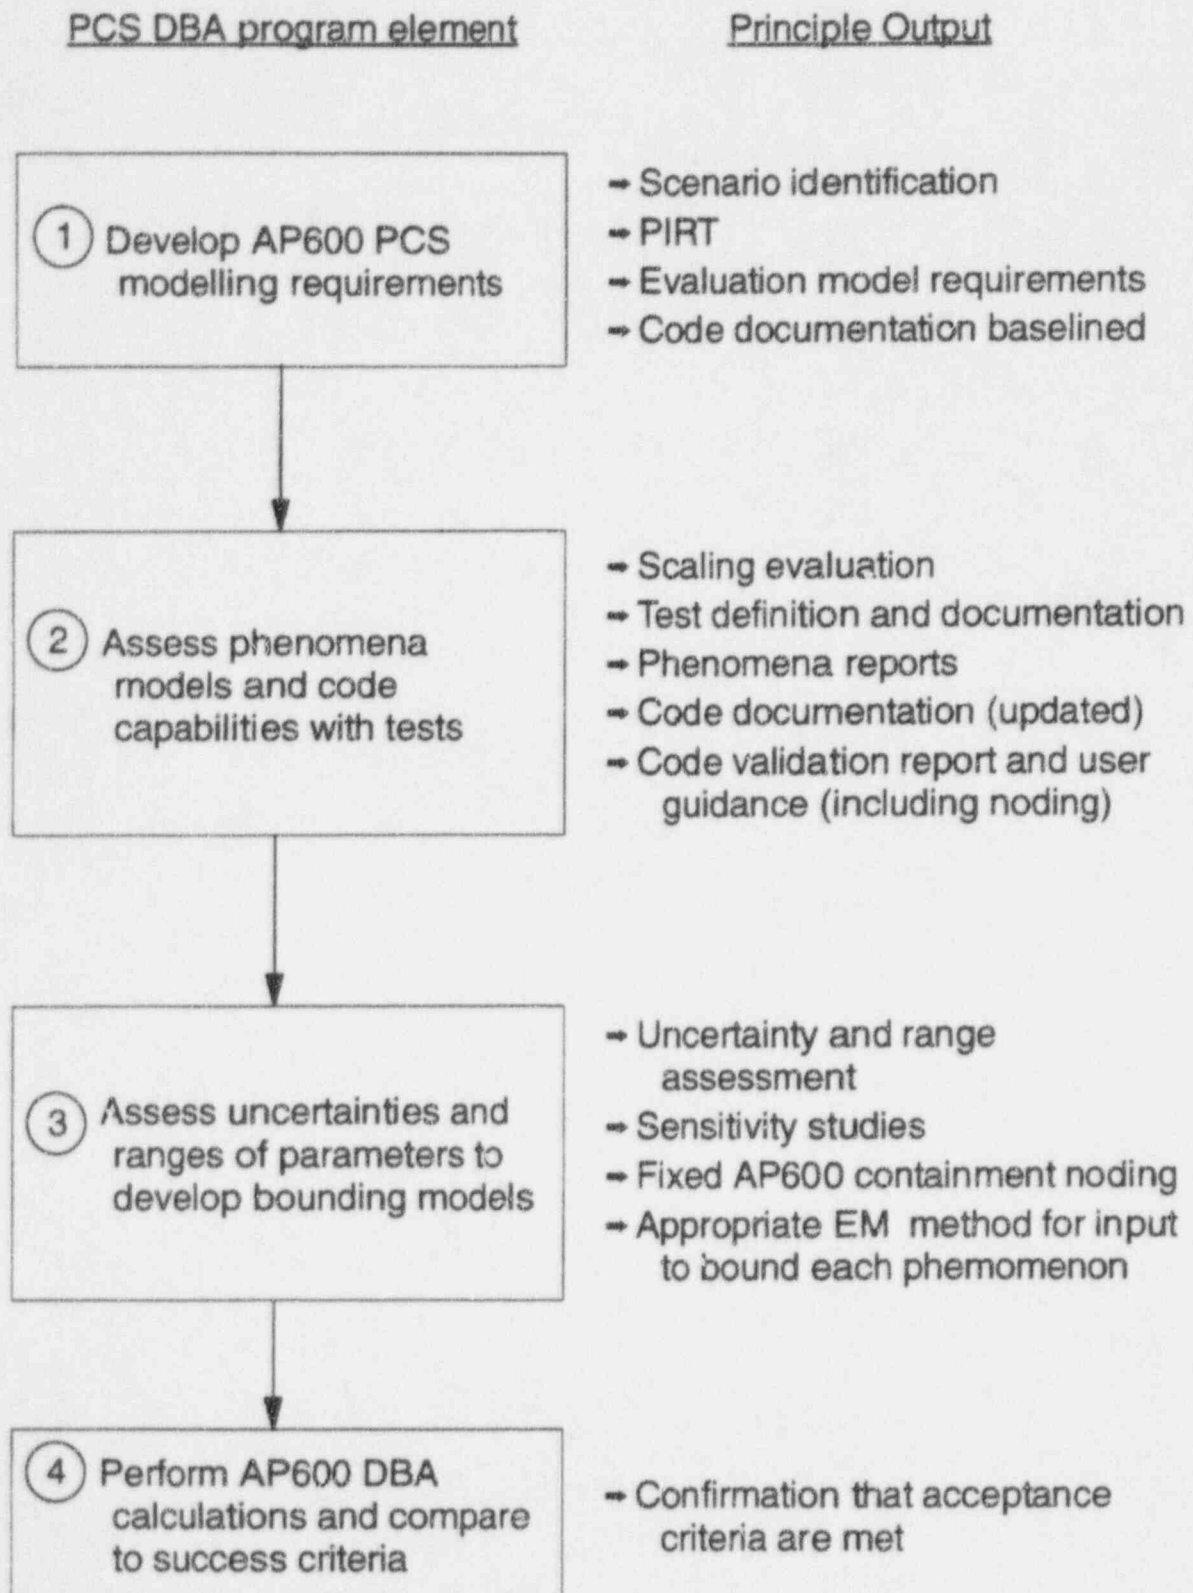 PCS DBA program element
Principle Output
1 Develop AP600 PCS
modelling requirements
→ Scenario identification
→ PIRT
→ Evaluation model requirements
→ Code documentation baselined
2 Assess phenomena
models and code
capabilities with tests
→ Scaling evaluation
→ Test definition and documentation
→ Phenomena reports
→ Code documentation (updated)
→ Code validation report and user
guidance (including noding)
3 Assess uncertainties and
ranges of parameters to
develop bounding models
→ Uncertainty and range
assessment
→ Sensitivity studies
→ Fixed AP600 containment noding
→ Appropriate EM method for input
to bound each phemomenon
4 Perform AP600 DBA
calculations and compare
to success criteria
→ Confirmation that acceptance
criteria are met